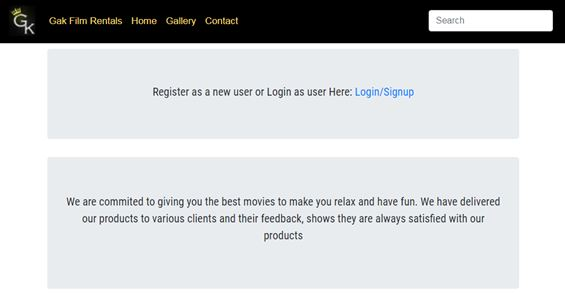 GK
Gak Film Rentals Home Gallery Contact Search
Register as a new user or Login as user Here: Login/Signup
We are commited to giving you the best movies to make you relax and have fun. We have delivered
our products to various clients and their feedback, shows they are always satisfied with our
products